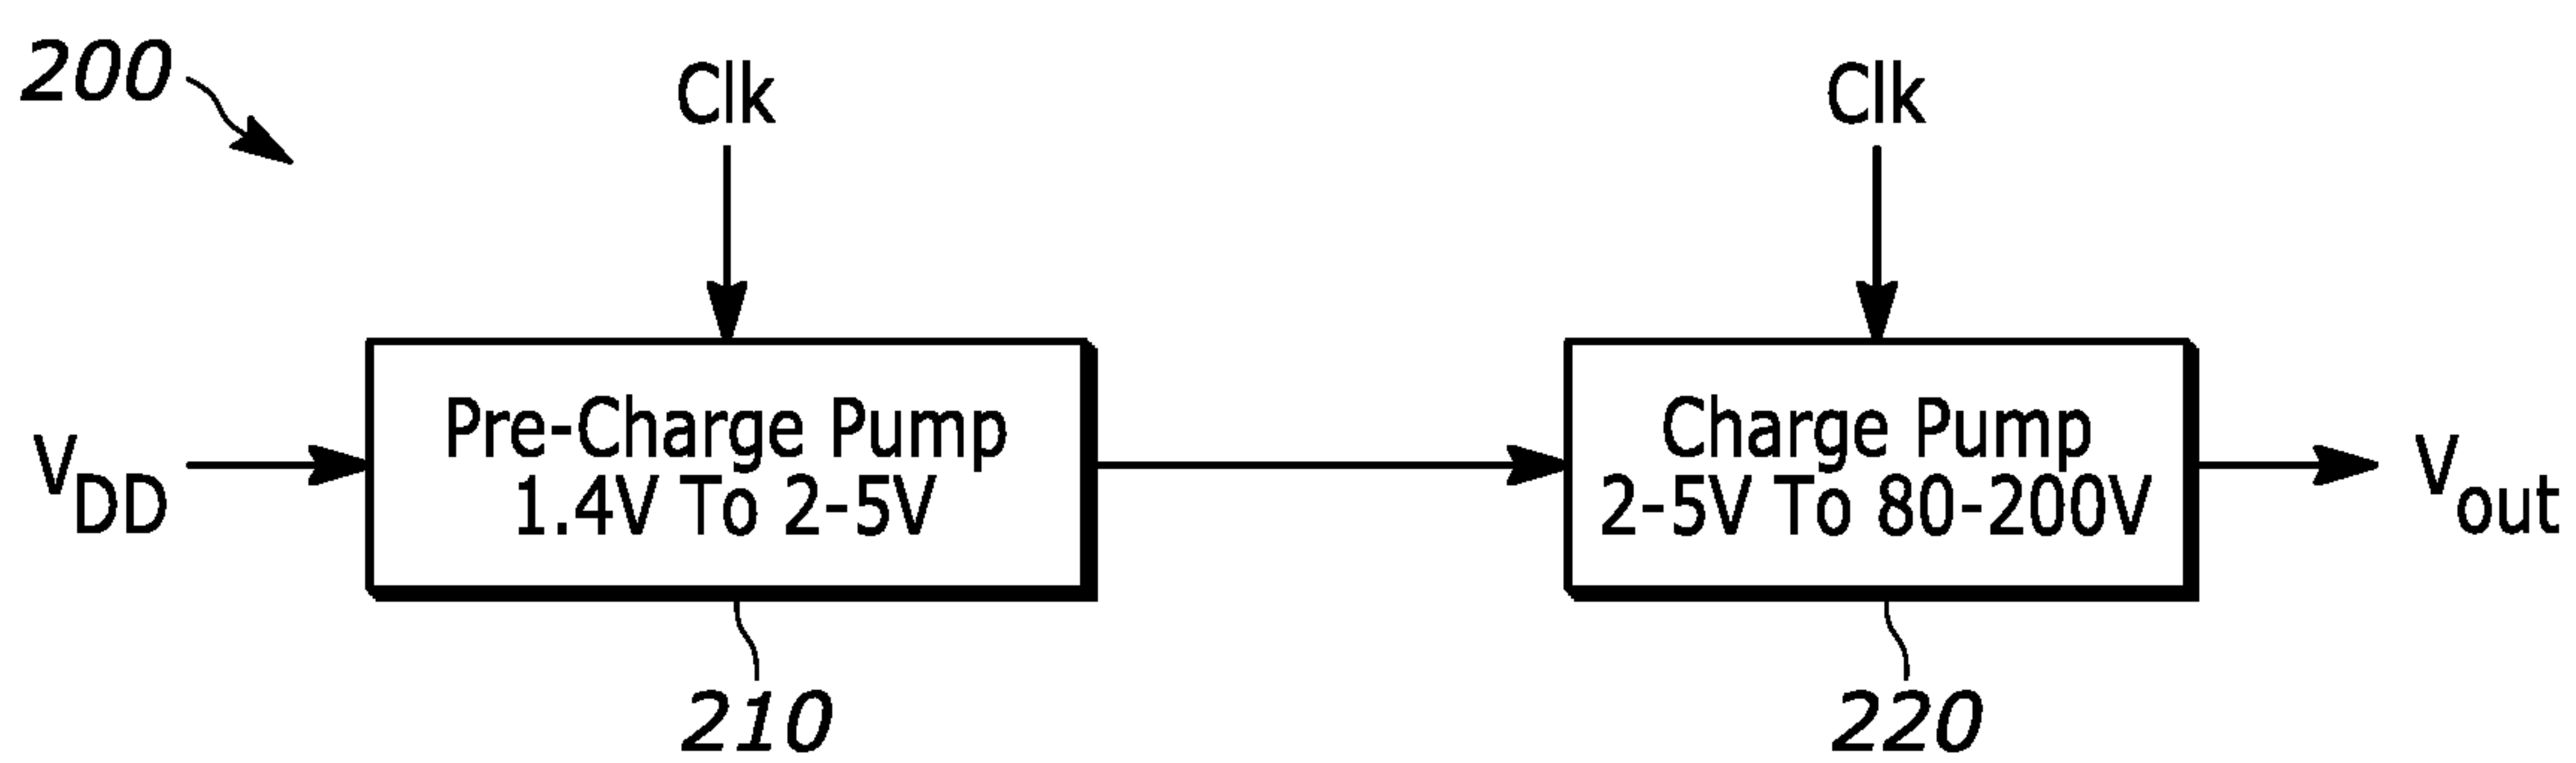 200
Clk
Clk
VDD
Pre-Charge Pump
1.4V To 2-5V
Charge Pump
2-5V To 80-200V
Vout
210
220